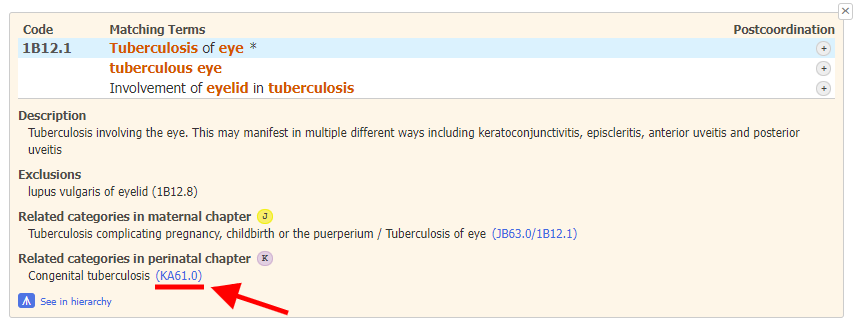 Code Matching Terms Postcoordination
1B12.1 Tuberculosis of eye * +
tuberculous eye +
Involvement of eyelid in tuberculosis +
Description
Tuberculosis involving the eye. This may manifest in multiple different ways including keratoconjunctivitis, episcleritis, anterior uveitis and posterior
uveitis
Exclusions
lupus vulgaris of eyelid (1B12.8)
Related categories in maternal chapter J
Tuberculosis complicating pregnancy, childbirth or the puerperium / Tuberculosis of eye (JB63.0/1B12.1)
Related categories in perinatal chapter K
Congenital tuberculosis (KA61.0)
See in hierarchy